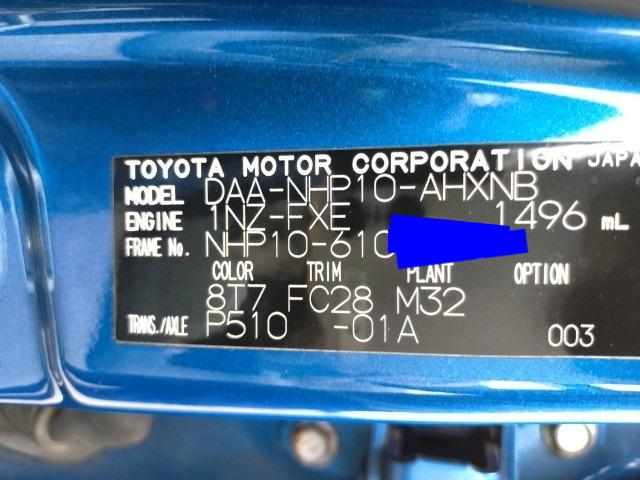 TOYOTA MOTOR CORPORATION JAPA
MODEL DAA-NHP10-AHXNB
ENGINE 1NZ-FXE 1496 mL
FRAME No. NHP10-610
COLOR TRIM PLANT OPTION
8T7 FC28 M32
TRANS./AXLE P510 -01A 003